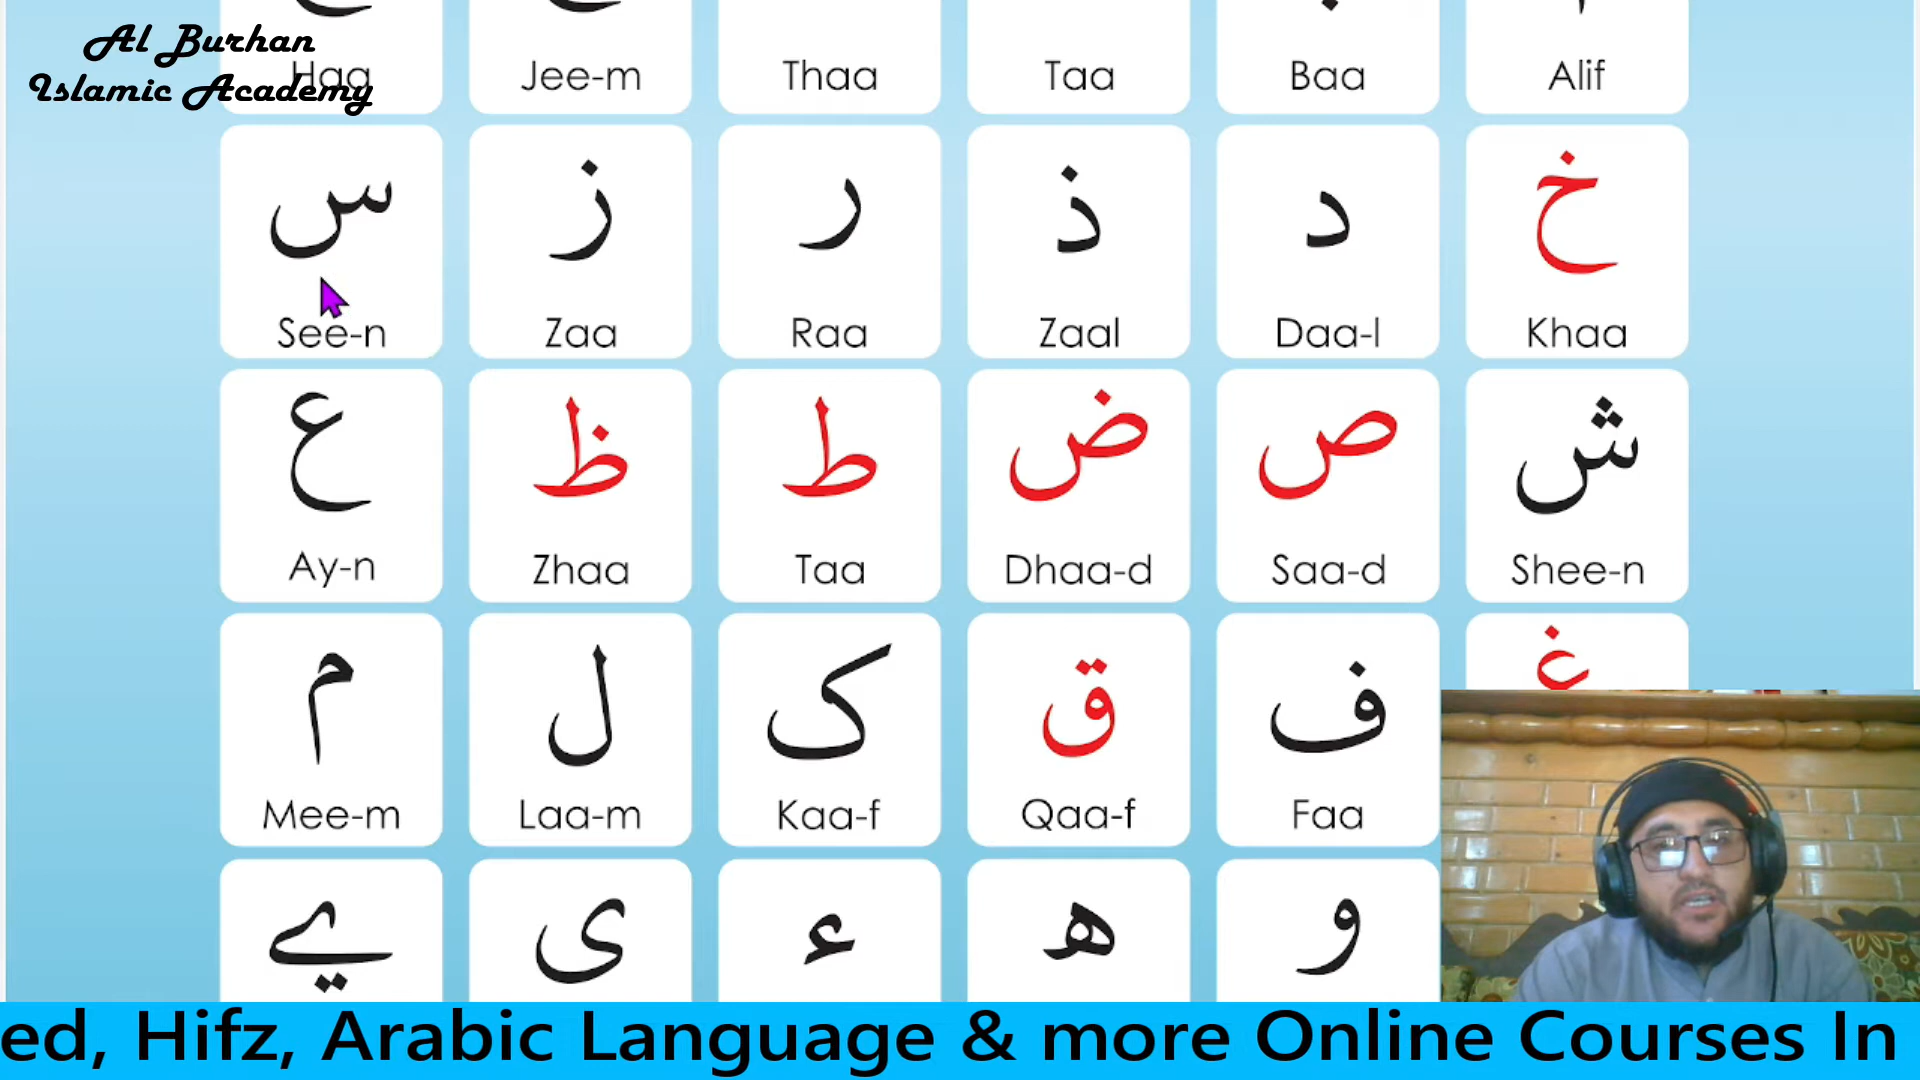 Al Burhan
Islamic Academy
Alif Baa Taa Thaa Jee-m Haa
خ د ذ ر ز س
Khaa Daa-l Zaal Raa Zaa See-n
ش ص ض ط ظ ع
Shee-n Saa-d Dhaa-d Taa Zhaa Ay-n
غ ف ق ک ل م
Faa Qaa-f Kaa-f Laa-m Mee-m
و ھ ء ی ے
ed, Hifz, Arabic Language & more Online Courses In